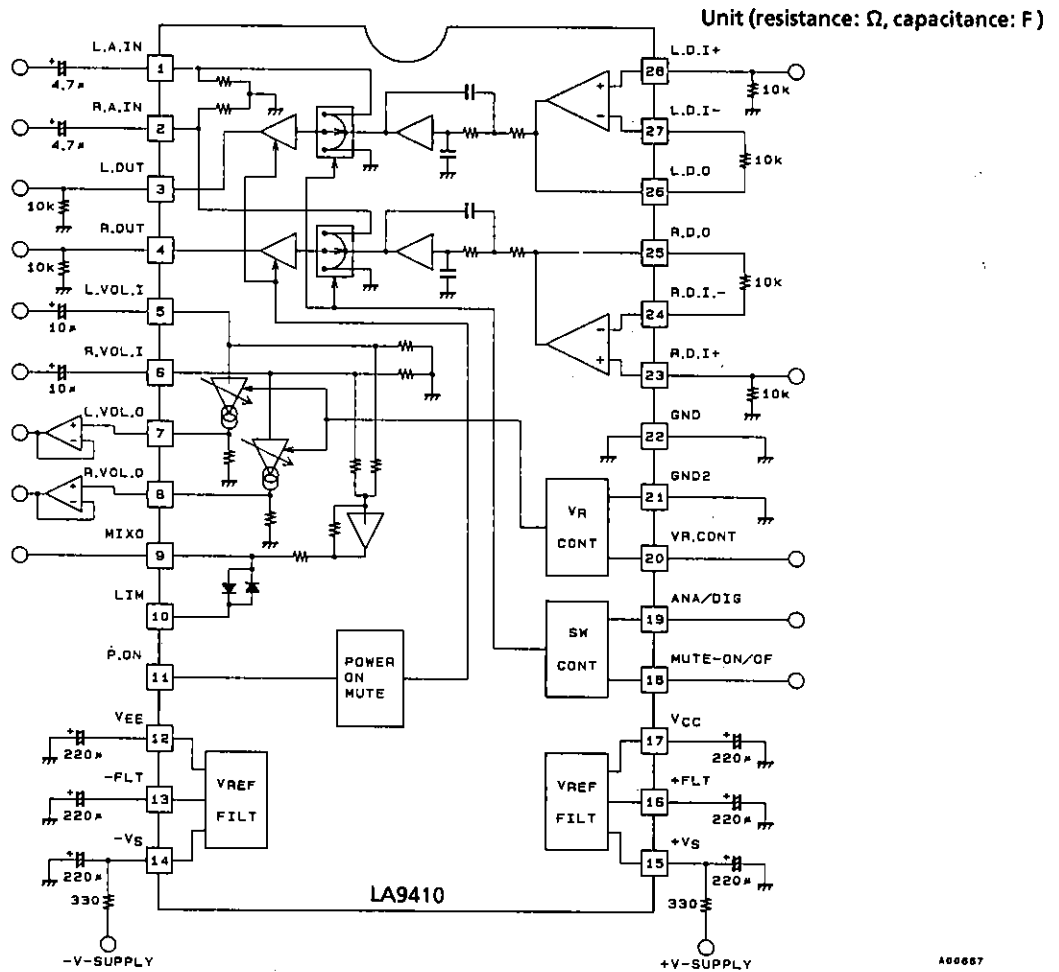 Unit (resistance: Ω, capacitance: F)
L.A.IN
1
4.7μ
R.A.IN
2
4.7μ
L.OUT
3
10k
R.OUT
4
10k
L.VOL.I
5
10μ
R.VOL.I
6
10μ
L.VOL.O
7
R.VOL.O
8
MIXO
9
LIM
10
P.ON
11
VEE
12
220μ
-FLT
13
220μ
-VS
14
220μ
330
-V-SUPPLY
POWER
ON
MUTE
VREF
FILT
LA9410
L.D.I+
28
10k
L.D.I-
27
10k
L.D.O
26
R.D.O
25
10k
R.D.I.-
24
R.D.I+
23
10k
GND
22
GND2
21
VR
CONT
VR.CONT
20
ANA/DIG
19
SW
CONT
MUTE-ON/OF
18
VCC
17
220μ
VREF
FILT
+FLT
16
220μ
+VS
15
220μ
330
+V-SUPPLY
A00667